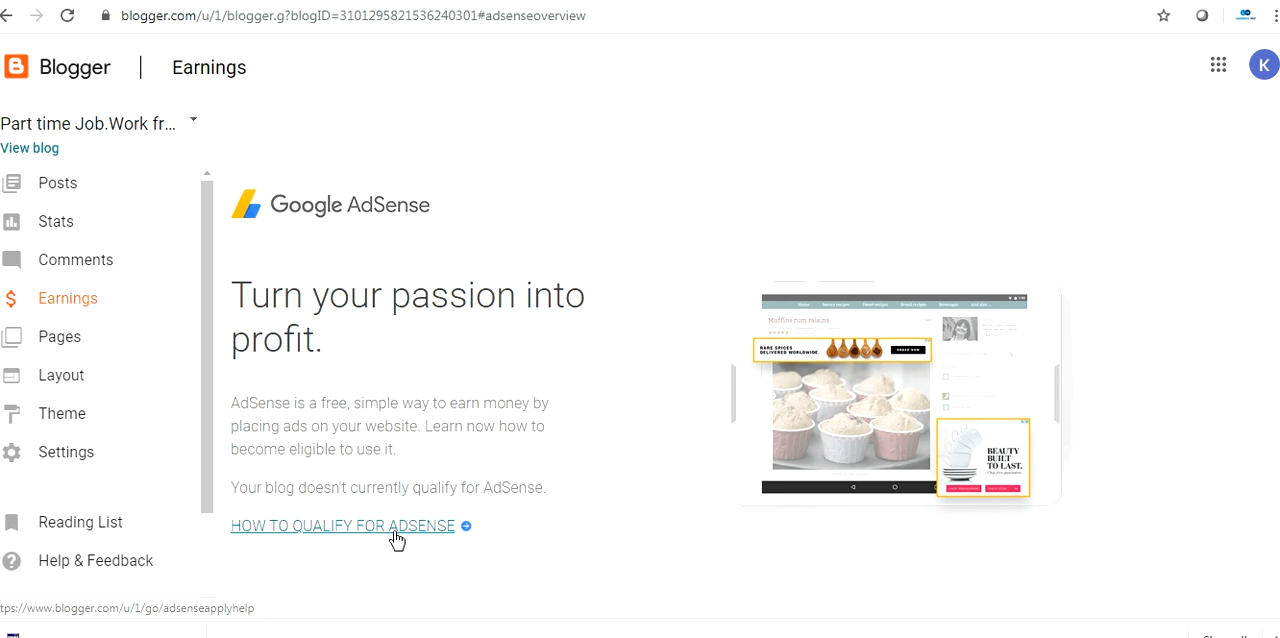 blogger.com/u/1/blogger.g?blogID=3101295821536240301#adsenseoverview
Blogger
Earnings
K
Part time Job.Work fr...
View blog
Posts
Stats
Comments
Earnings
Pages
Layout
Theme
Settings
Reading List
Help & Feedback
Google AdSense
Turn your passion into
profit.
AdSense is a free, simple way to earn money by
placing ads on your website. Learn now how to
become eligible to use it.
Your blog doesn't currently qualify for AdSense.
HOW TO QUALIFY FOR ADSENSE
Muffins rum raisins
RARE SPICES
DELIVERED WORLDWIDE.
ORDER NOW
BEAUTY
BUILT
TO LAST.
tps://www.blogger.com/u/1/go/adsenseapplyhelp